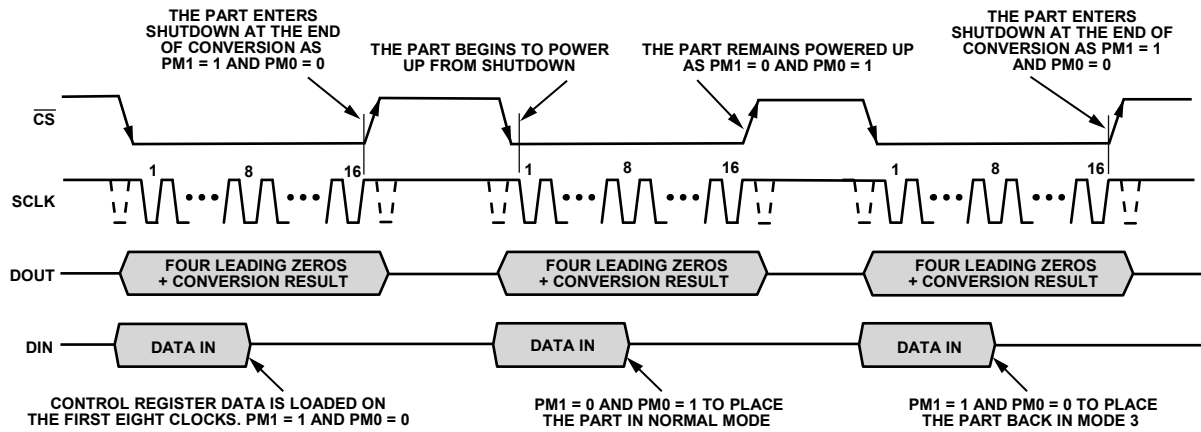 THE PART ENTERS
SHUTDOWN AT THE END
OF CONVERSION AS
PM1 = 1 AND PM0 = 0
THE PART BEGINS TO POWER
UP FROM SHUTDOWN
THE PART REMAINS POWERED UP
AS PM1 = 0 AND PM0 = 1
THE PART ENTERS
SHUTDOWN AT THE END OF
CONVERSION AS PM1 = 1
AND PM0 = 0
CS
1 8 16 1 8 16 1 8 16
SCLK
DOUT
FOUR LEADING ZEROS
+ CONVERSION RESULT
FOUR LEADING ZEROS
+ CONVERSION RESULT
FOUR LEADING ZEROS
+ CONVERSION RESULT
DIN
DATA IN
DATA IN
DATA IN
CONTROL REGISTER DATA IS LOADED ON
THE FIRST EIGHT CLOCKS. PM1 = 1 AND PM0 = 0
PM1 = 0 AND PM0 = 1 TO PLACE
THE PART IN NORMAL MODE
PM1 = 1 AND PM0 = 0 TO PLACE
THE PART BACK IN MODE 3